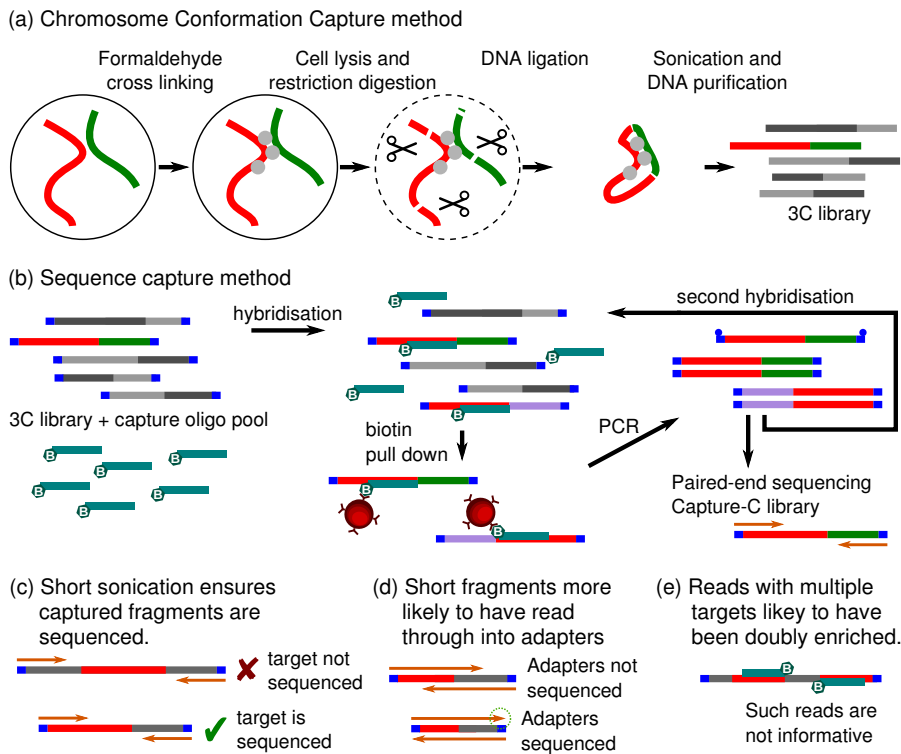 (a) Chromosome Conformation Capture method
Formaldehyde
cross linking
Cell lysis and
restriction digestion
DNA ligation
Sonication and
DNA purification
3C library
(b) Sequence capture method
hybridisation
B
second hybridisation
B
B
B
3C library + capture oligo pool
B
biotin
pull down
PCR
B
B
B
B
B
B
B
B
Paired-end sequencing
Capture-C library
(c) Short sonication ensures
captured fragments are
sequenced.
target not
sequenced
target is
sequenced
(d) Short fragments more
likely to have read
through into adapters
Adapters not
sequenced
Adapters
sequenced
(e) Reads with multiple
targets likely to have
been doubly enriched.
B
B
Such reads are
not informative